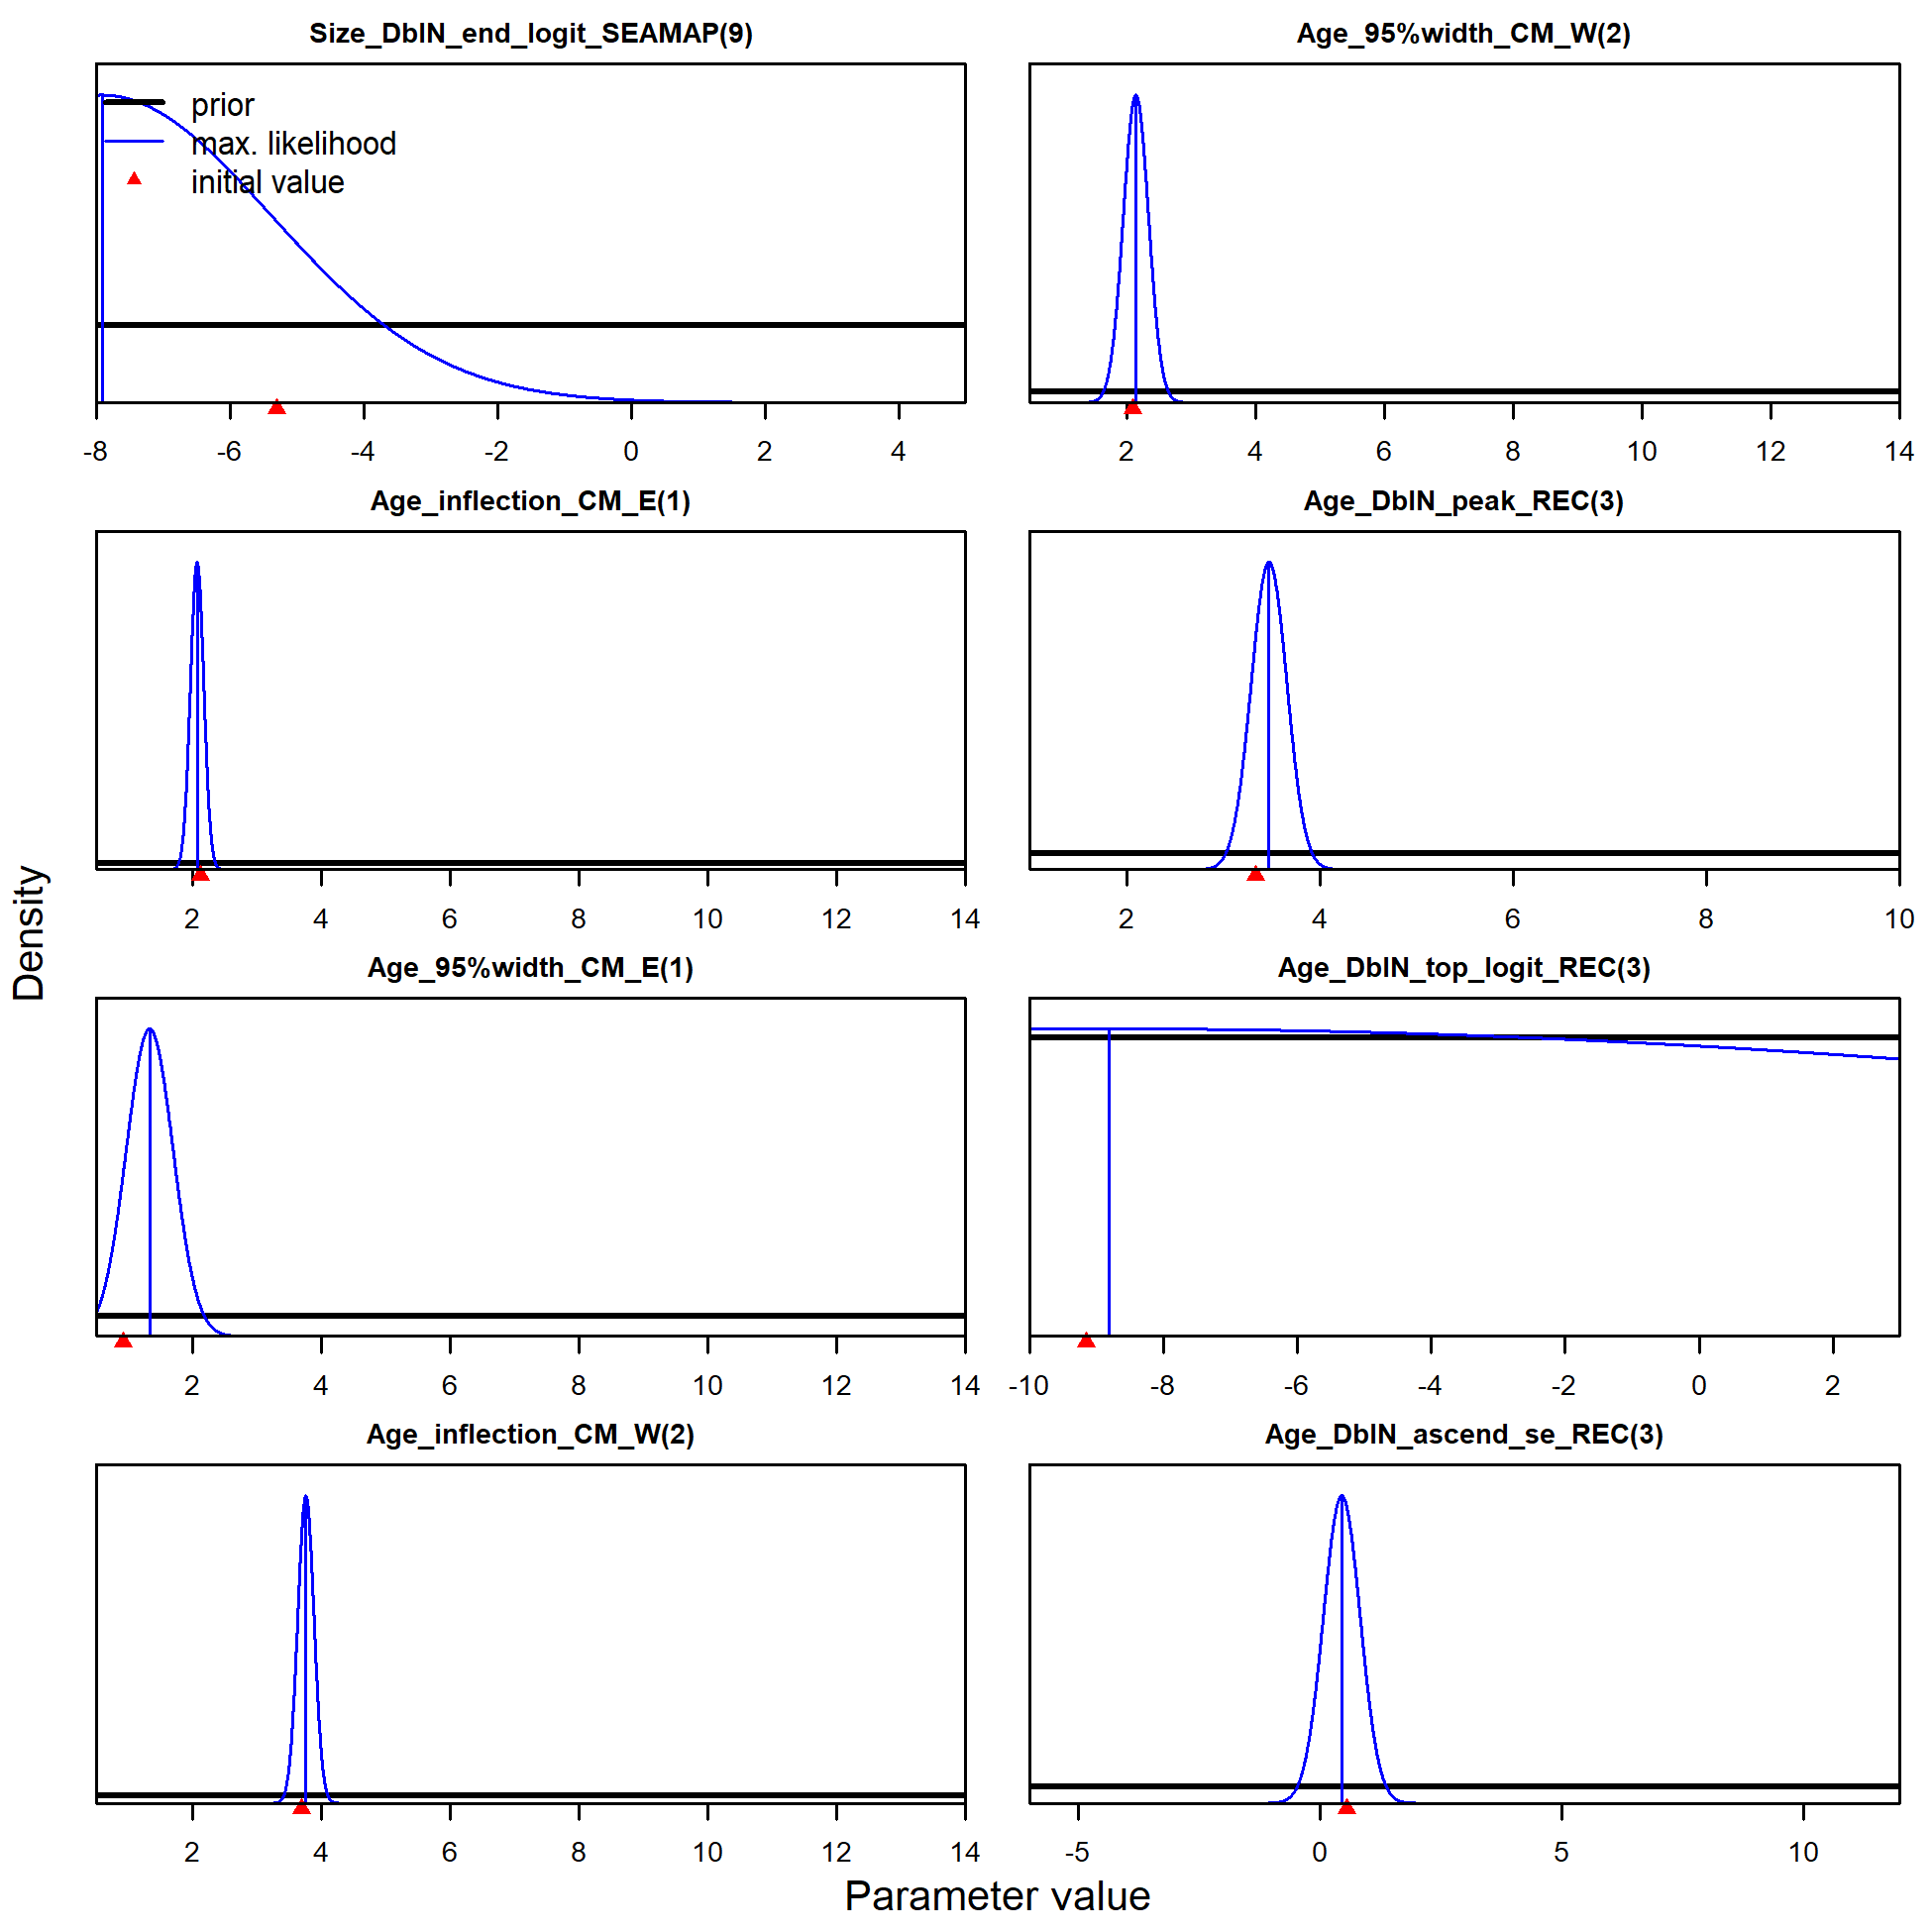 Size_DblN_end_logit_SEAMAP(9)
prior
max. likelihood
initial value
-8 -6 -4 -2 0 2 4
Age_95%width_CM_W(2)
2 4 6 8 10 12 14
Age_inflection_CM_E(1)
2 4 6 8 10 12 14
Age_DblN_peak_REC(3)
2 4 6 8 10
Age_95%width_CM_E(1)
2 4 6 8 10 12 14
Age_DblN_top_logit_REC(3)
-10 -8 -6 -4 -2 0 2
Age_inflection_CM_W(2)
2 4 6 8 10 12 14
Age_DblN_ascend_se_REC(3)
-5 0 5 10
Density
Parameter value